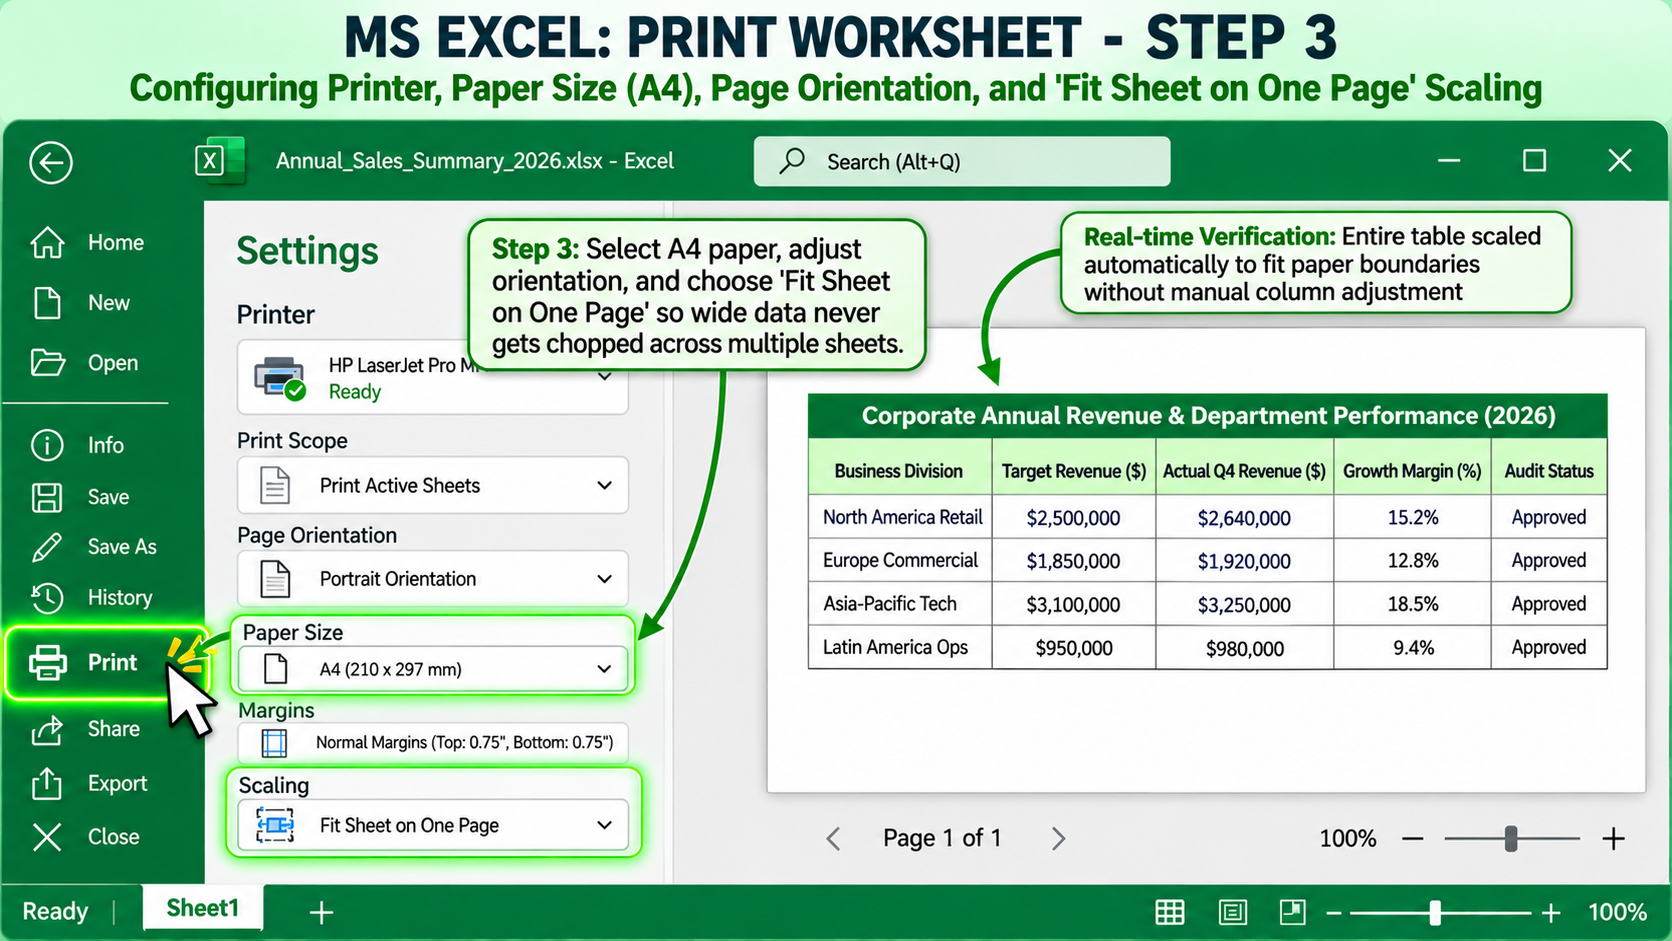 MS EXCEL: PRINT WORKSHEET - STEP 3
Configuring Printer, Paper Size (A4), Page Orientation, and 'Fit Sheet on One Page' Scaling
X
Annual_Sales_Summary_2026.xlsx - Excel
Search (Alt+Q)
Home
New
Open
Info
Save
Save As
History
Print
Share
Export
Close
Settings
Printer
HP LaserJet Pro
Ready
Print Scope
Print Active Sheets
Page Orientation
Portrait Orientation
Paper Size
A4 (210 x 297 mm)
Margins
Normal Margins (Top: 0.75", Bottom: 0.75")
Scaling
Fit Sheet on One Page
Step 3: Select A4 paper, adjust
orientation, and choose 'Fit Sheet
on One Page' so wide data never
gets chopped across multiple sheets.
Real-time Verification: Entire table scaled
automatically to fit paper boundaries
without manual column adjustment
Corporate Annual Revenue & Department Performance (2026)
Business Division Target Revenue ($) Actual Q4 Revenue ($) Growth Margin (%) Audit Status
North America Retail $2,500,000 $2,640,000 15.2% Approved
Europe Commercial $1,850,000 $1,920,000 12.8% Approved
Asia-Pacific Tech $3,100,000 $3,250,000 18.5% Approved
Latin America Ops $950,000 $980,000 9.4% Approved
Page 1 of 1
100%
Ready
Sheet1
100%